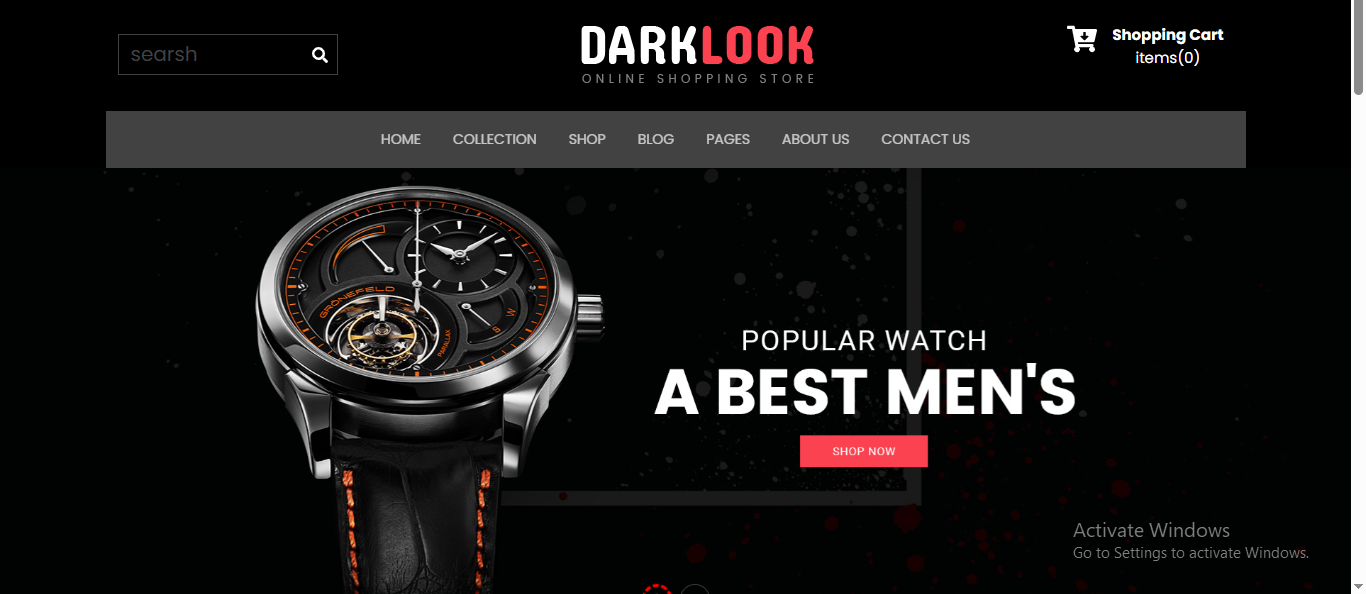 searsh
DARKLOOK
ONLINE SHOPPING STORE
Shopping Cart
items(0)
HOME COLLECTION SHOP BLOG PAGES ABOUT US CONTACT US
GRÖNEFELD
PARALLAX
S W
POPULAR WATCH
A BEST MEN'S
SHOP NOW
Activate Windows
Go to Settings to activate Windows.